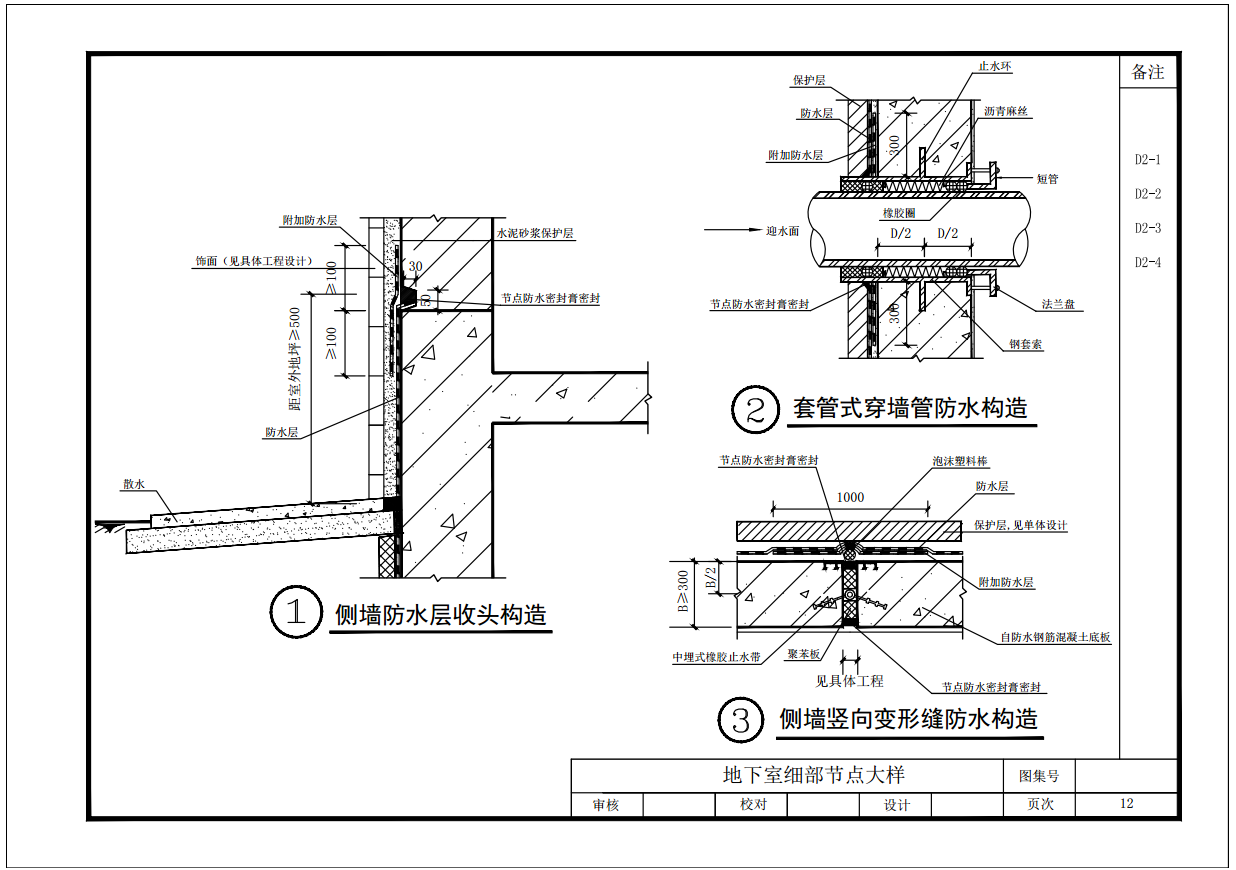 附加防水层
水泥砂浆保护层
饰面（见具体工程设计）
≥100
30
50
节点防水密封膏密封
≥100
距室外地坪≥500
防水层
散水
1 侧墙防水层收头构造
止水环
保护层
沥青麻丝
防水层
300
附加防水层
短管
橡胶圈
D/2
D/2
迎水面
节点防水密封膏密封
300
法兰盘
钢套索
2 套管式穿墙管防水构造
节点防水密封膏密封
泡沫塑料棒
防水层
1000
保护层,见单体设计
B≥300
B/2
附加防水层
自防水钢筋混凝土底板
中埋式橡胶止水带
聚苯板
见具体工程
节点防水密封膏密封
3 侧墙竖向变形缝防水构造
备注
D2-1
D2-2
D2-3
D2-4
地下室细部节点大样
图集号
审核
校对
设计
页次
12